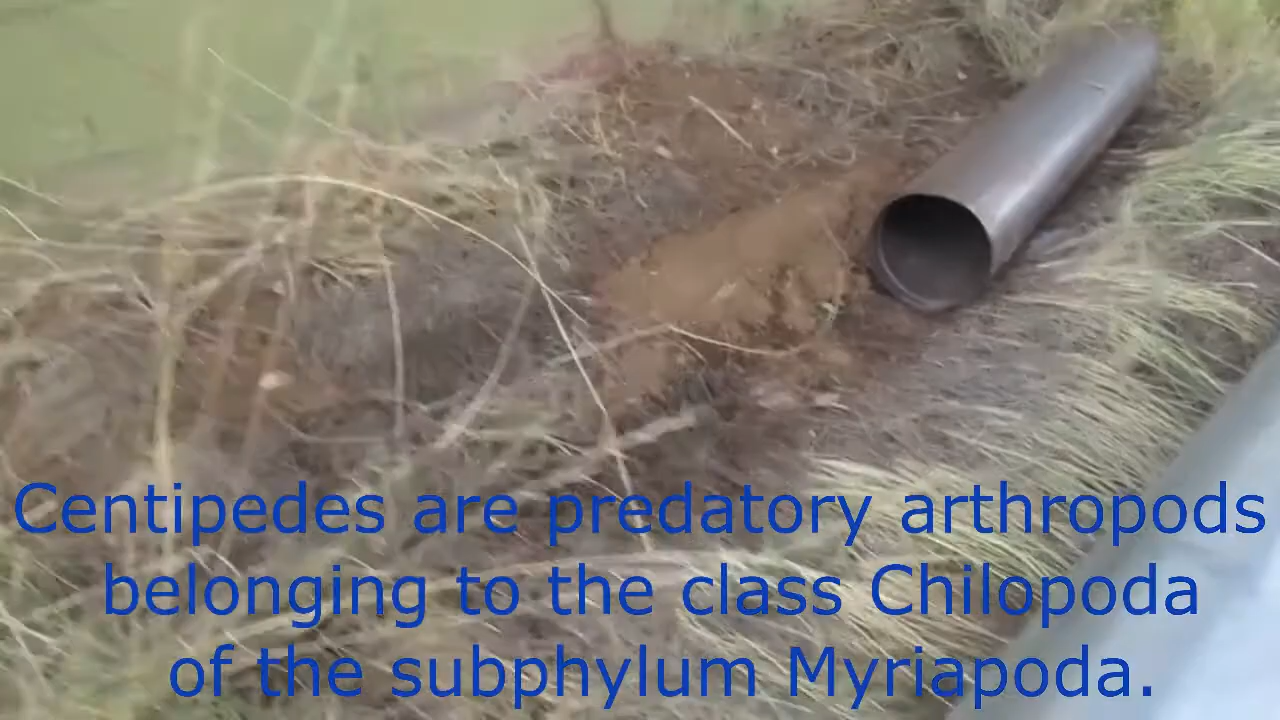 Centipedes are predatory arthropods
belonging to the class Chilopoda
of the subphylum Myriapoda.